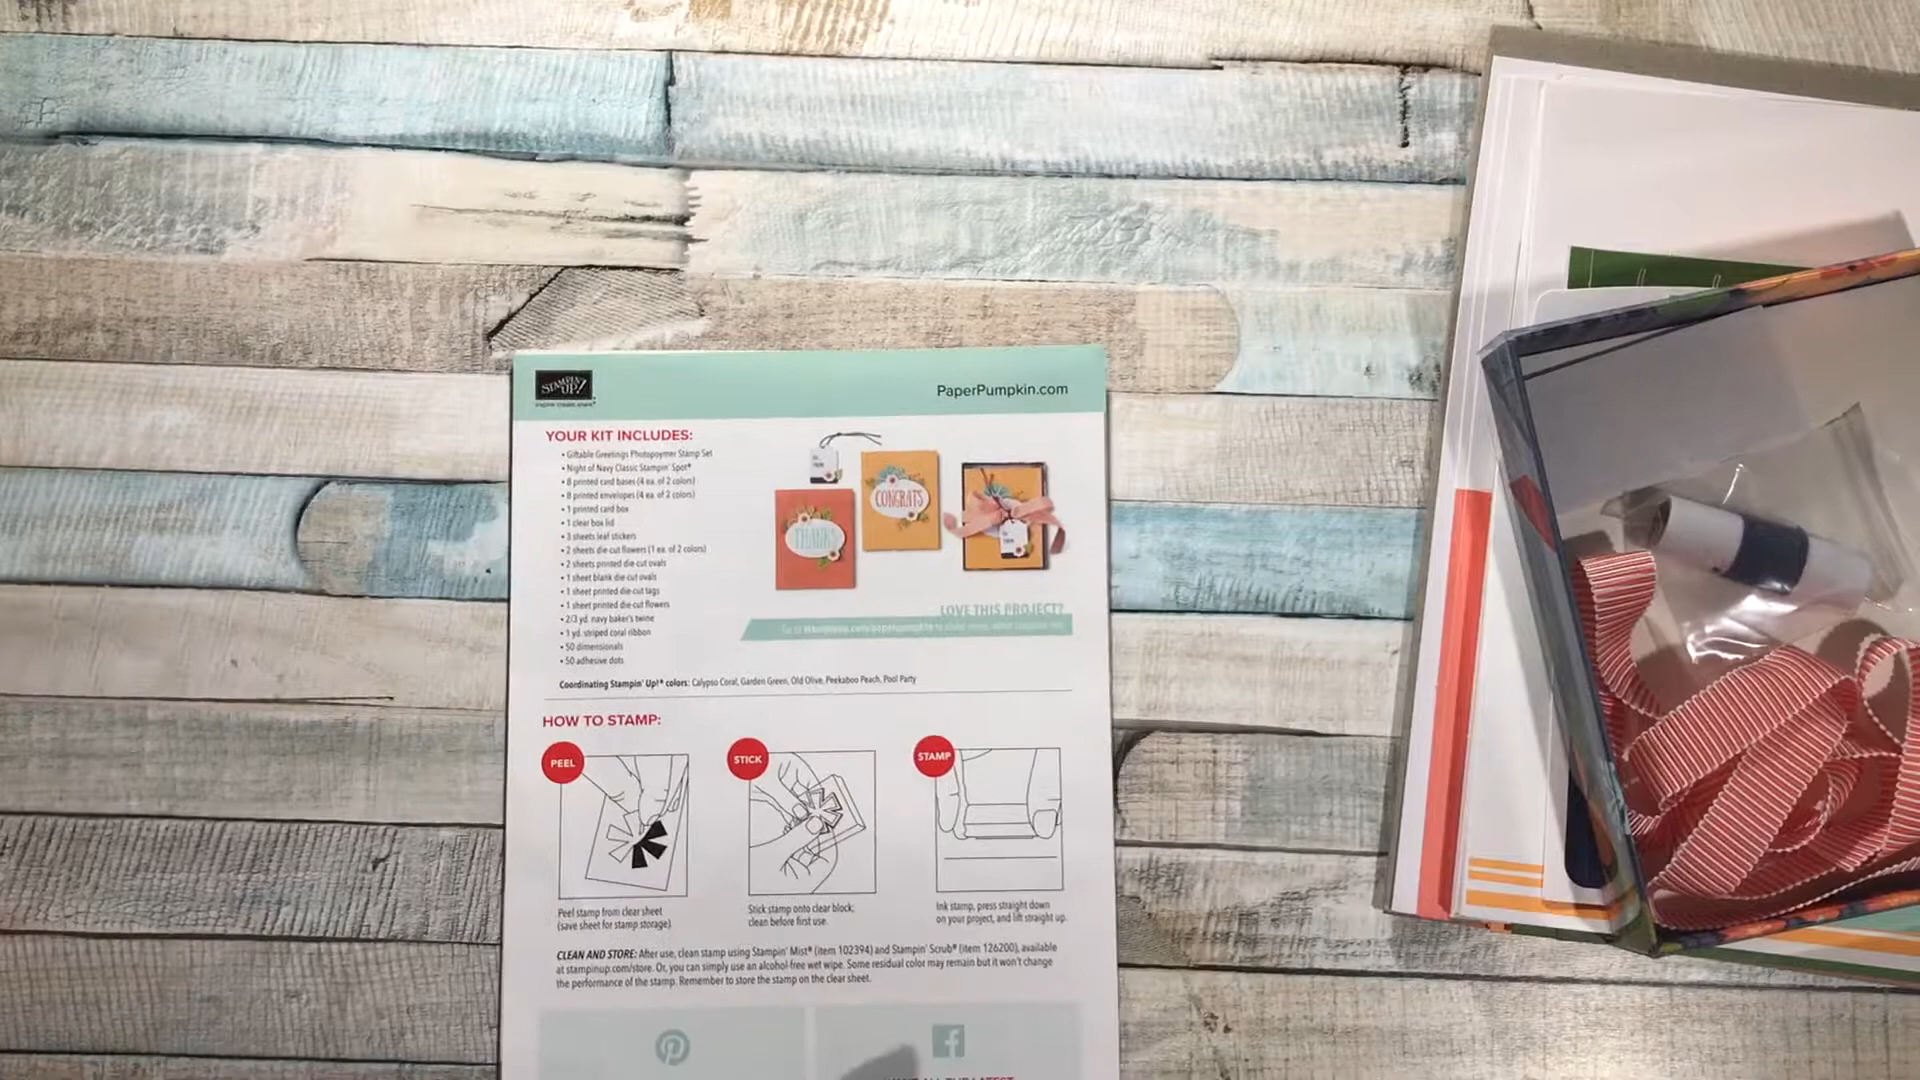 STAMPIN' UP!
inspire. create. share.®
PaperPumpkin.com
YOUR KIT INCLUDES:
• Giftable Greetings Photopoymer Stamp Set
• Night of Navy Classic Stampin' Spot®
• 8 printed card bases (4 ea. of 2 colors)
• 8 printed envelopes (4 ea. of 2 colors)
• 1 printed card box
• 1 clear box lid
• 3 sheets leaf stickers
• 2 sheets die-cut flowers (1 ea. of 2 colors)
• 2 sheets printed die-cut ovals
• 1 sheet blank die-cut ovals
• 1 sheet printed die-cut tags
• 1 sheet printed die-cut flowers
• 2/3 yd. navy baker's twine
• 1 yd. striped coral ribbon
• 50 dimensionals
• 50 adhesive dots
CONGRATS
THANKS
LOVE THIS PROJECT?
Coordinating Stampin' Up!® colors: Calypso Coral, Garden Green, Old Olive, Peekaboo Peach, Pool Party
HOW TO STAMP:
PEEL
STICK
STAMP
Peel stamp from clear sheet
(save sheet for stamp storage).
Stick stamp onto clear block;
clean before first use.
Ink stamp, press straight down
on your project, and lift straight up.
CLEAN AND STORE: After use, clean stamp using Stampin' Mist® (item 102394) and Stampin' Scrub® (item 126200), available
at stampinup.com/store. Or, you can simply use an alcohol-free wet wipe. Some residual color may remain but it won't change
the performance of the stamp. Remember to store the stamp on the clear sheet.